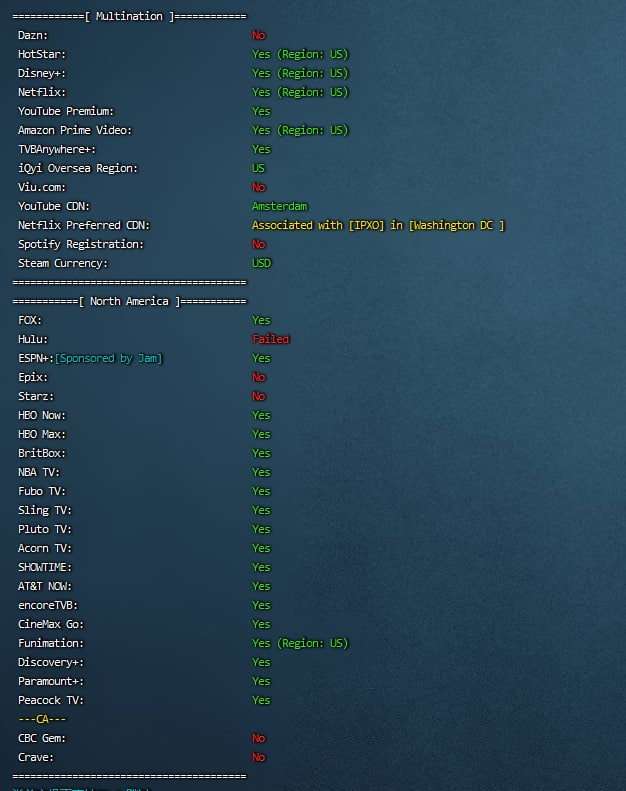 ============[ Multination ]============
Dazn: No
HotStar: Yes (Region: US)
Disney+: Yes (Region: US)
Netflix: Yes (Region: US)
YouTube Premium: Yes
Amazon Prime Video: Yes (Region: US)
TVBAnywhere+: Yes
iQyi Oversea Region: US
Viu.com: No
YouTube CDN: Amsterdam
Netflix Preferred CDN: Associated with [IPXO] in [Washington DC ]
Spotify Registration: No
Steam Currency: USD
=======================================
===========[ North America ]===========
FOX: Yes
Hulu: Failed
ESPN+:[Sponsored by Jam] Yes
Epix: No
Starz: No
HBO Now: Yes
HBO Max: Yes
BritBox: Yes
NBA TV: Yes
Fubo TV: Yes
Sling TV: Yes
Pluto TV: Yes
Acorn TV: Yes
SHOWTIME: Yes
AT&T NOW: Yes
encoreTVB: Yes
CineMax Go: Yes
Funimation: Yes (Region: US)
Discovery+: Yes
Paramount+: Yes
Peacock TV: Yes
---CA---
CBC Gem: No
Crave: No
=======================================